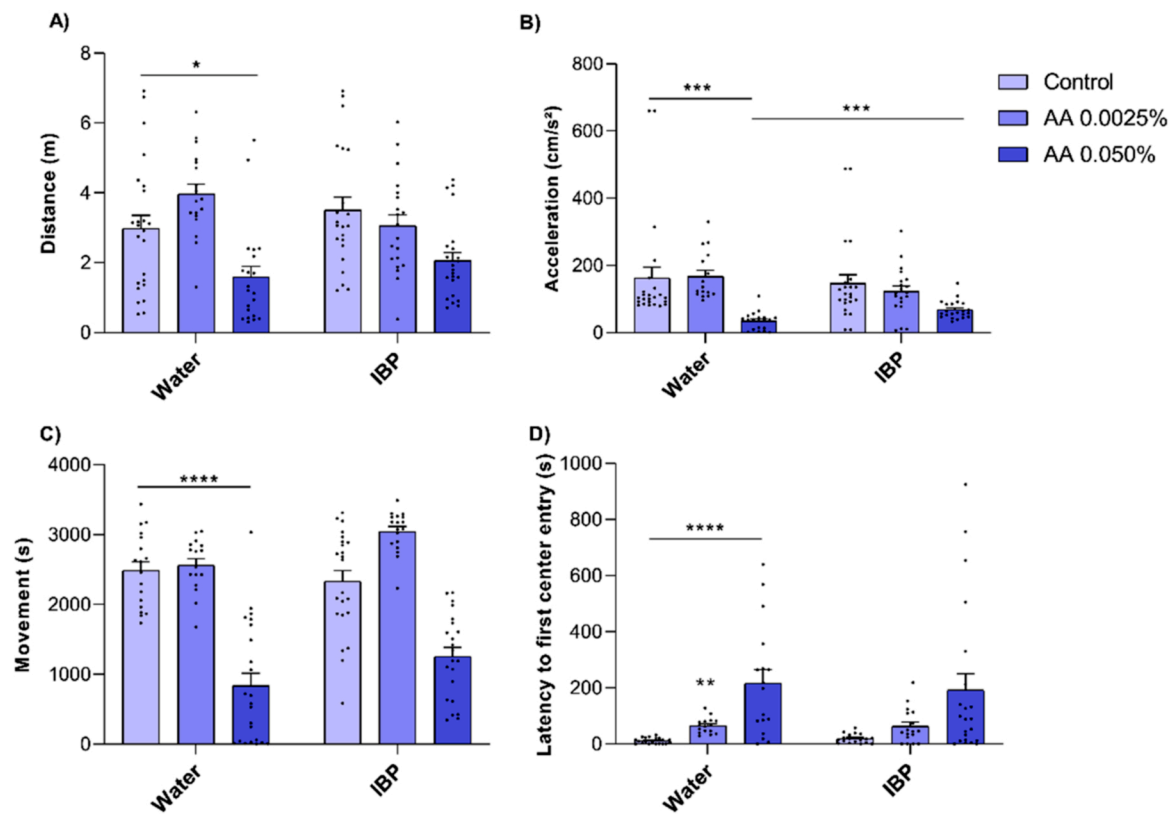 A)
Distance (m)
8
6
4
2
0
*
Water
IBP
B)
Acceleration (cm/s²)
800
600
400
200
0
***
***
Water
IBP
Control
AA 0.0025%
AA 0.050%
C)
Movement (s)
4000
3000
2000
1000
0
****
Water
IBP
D)
Latency to first center entry (s)
1000
800
600
400
200
0
****
**
Water
IBP